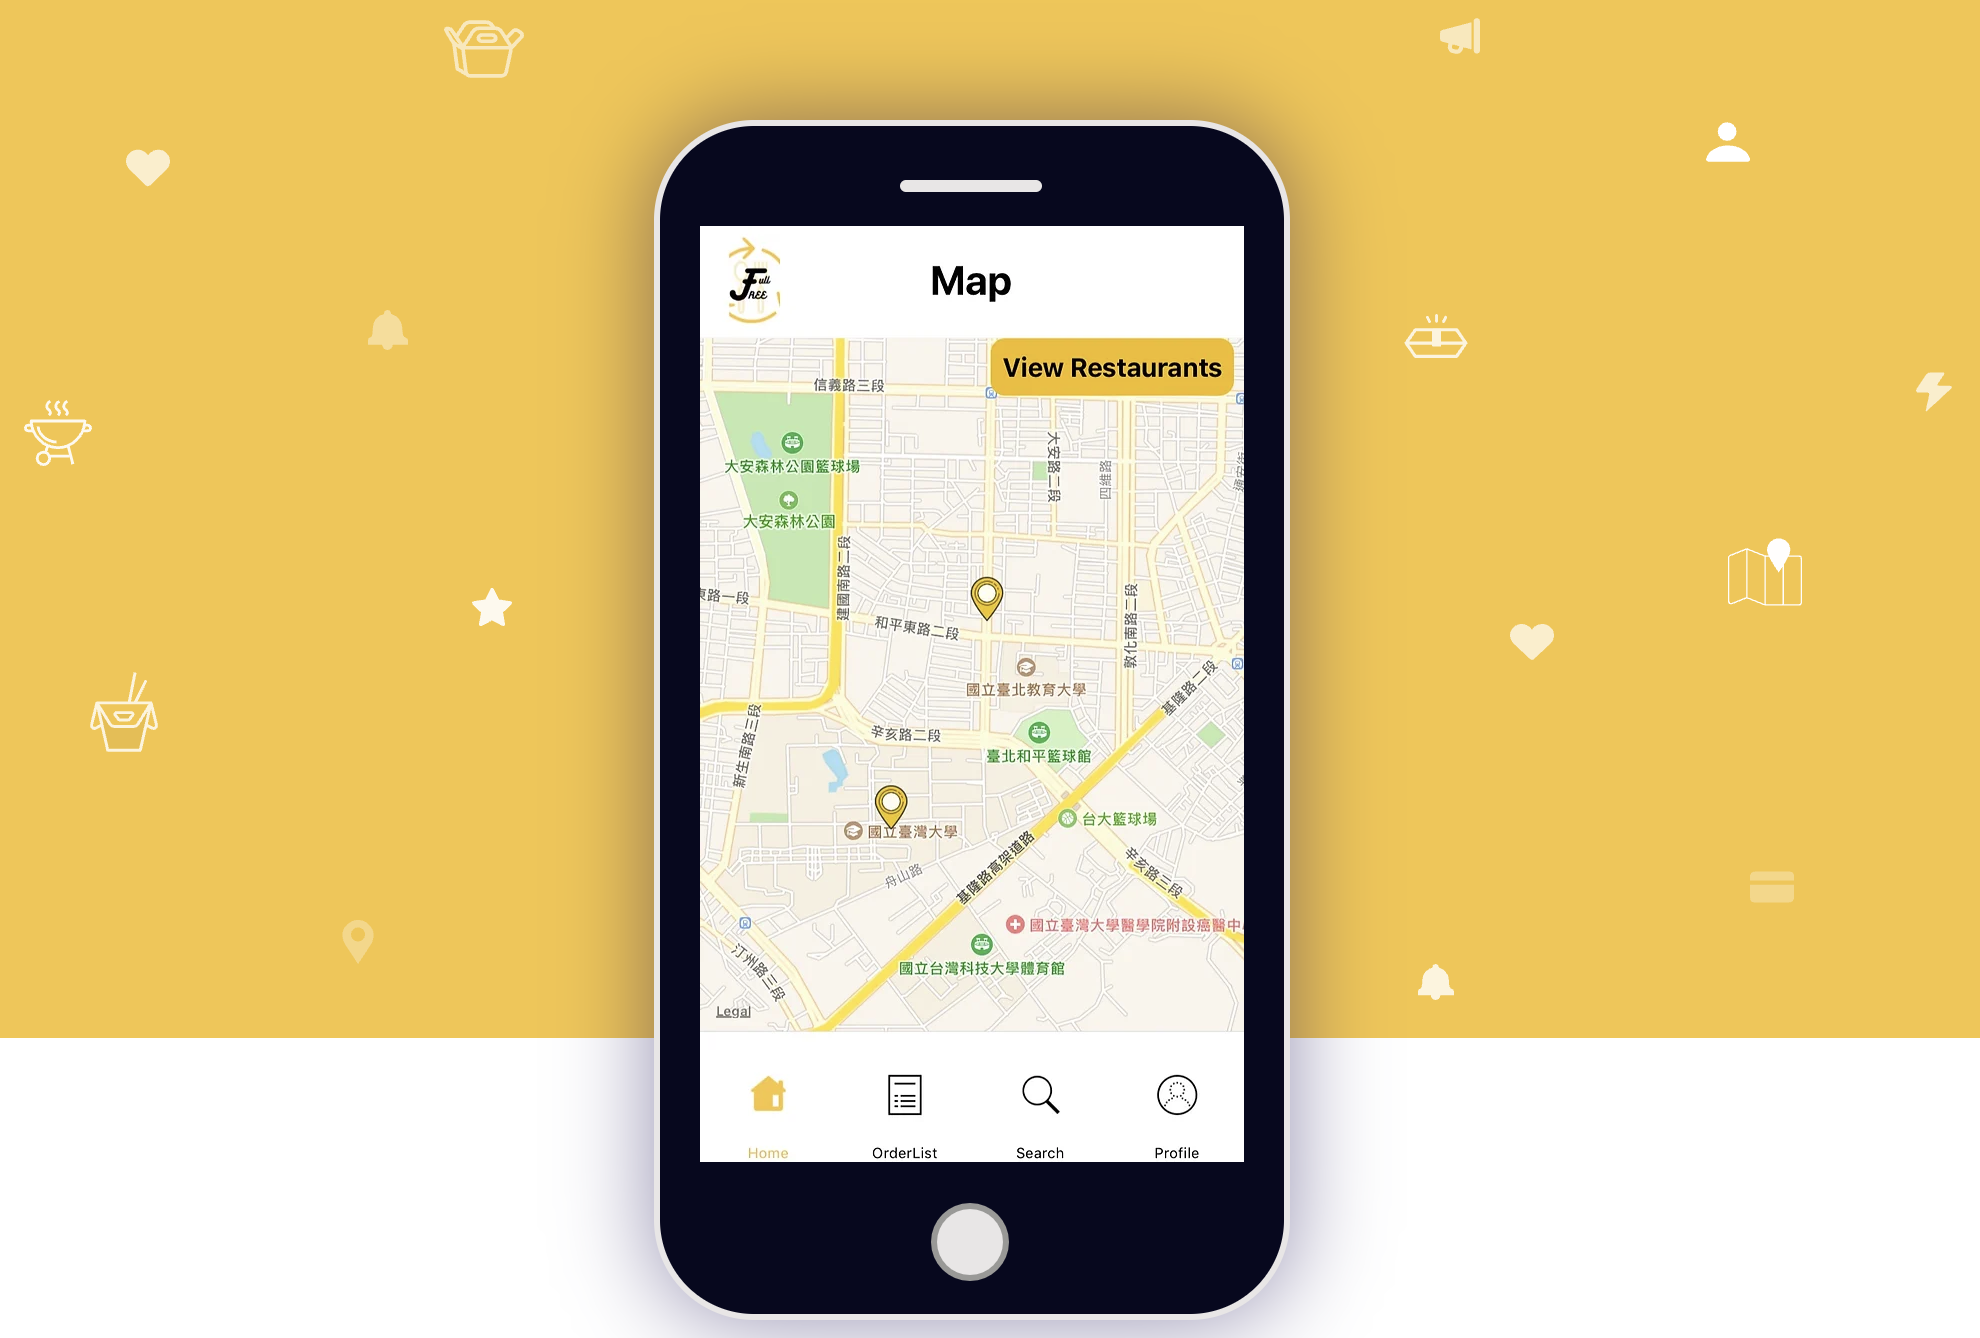 Full
Free
Map
View Restaurants
信義路三段
大安森林公園籃球場
大安路二段
四維路
通安街
大安森林公園
建國南路二段
東路一段
和平東路二段
敦化南路二段
國立臺北教育大學
基隆路二段
新生南路三段
辛亥路二段
臺北和平籃球館
台大籃球場
國立臺灣大學
基隆路高架道路
辛亥路三段
舟山路
國立臺灣大學醫學院附設癌醫中
汀州路三段
國立台灣科技大學體育館
Legal
Home
OrderList
Search
Profile